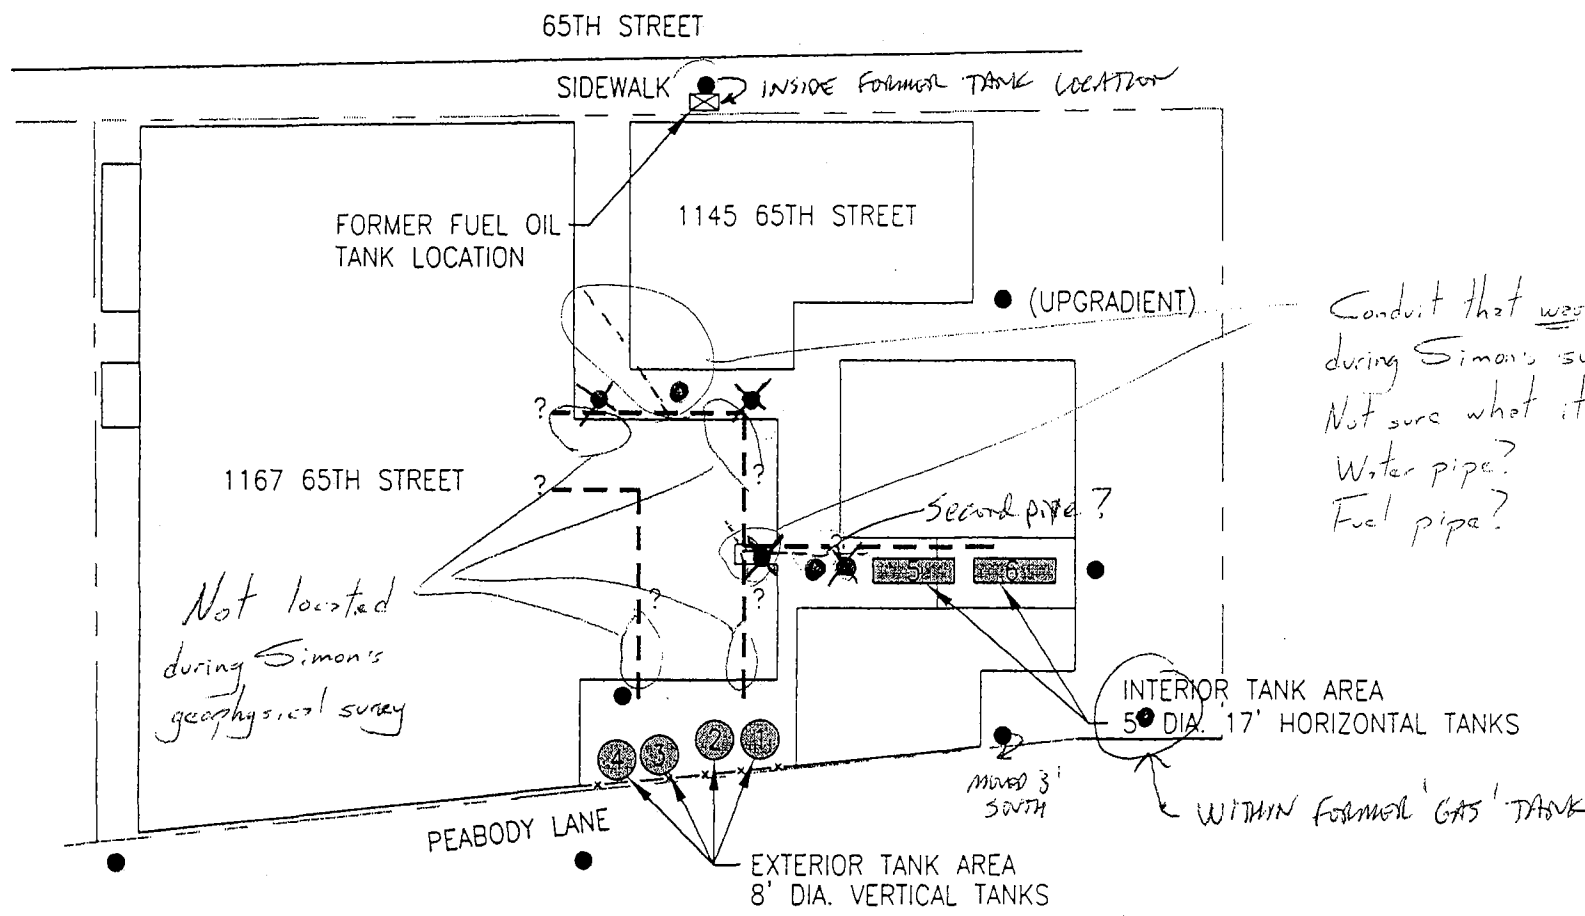 65TH STREET
SIDEWALK
INSIDE FORMER TANK LOCATION
FORMER FUEL OIL
TANK LOCATION
1145 65TH STREET
(UPGRADIENT)
Conduit that was
during Simon's su
Not sure what it
Water pipe?
Fuel pipe?
?
?
1167 65TH STREET
?
Second pipe?
?
5
6
?
?
Not located
during Simon's
geophysical survey
INTERIOR TANK AREA
5' DIA. 17' HORIZONTAL TANKS
4
3
2
1
MOVED 3'
SOUTH
WITHIN FORMER 'GAS' TANK
PEABODY LANE
EXTERIOR TANK AREA
8' DIA. VERTICAL TANKS